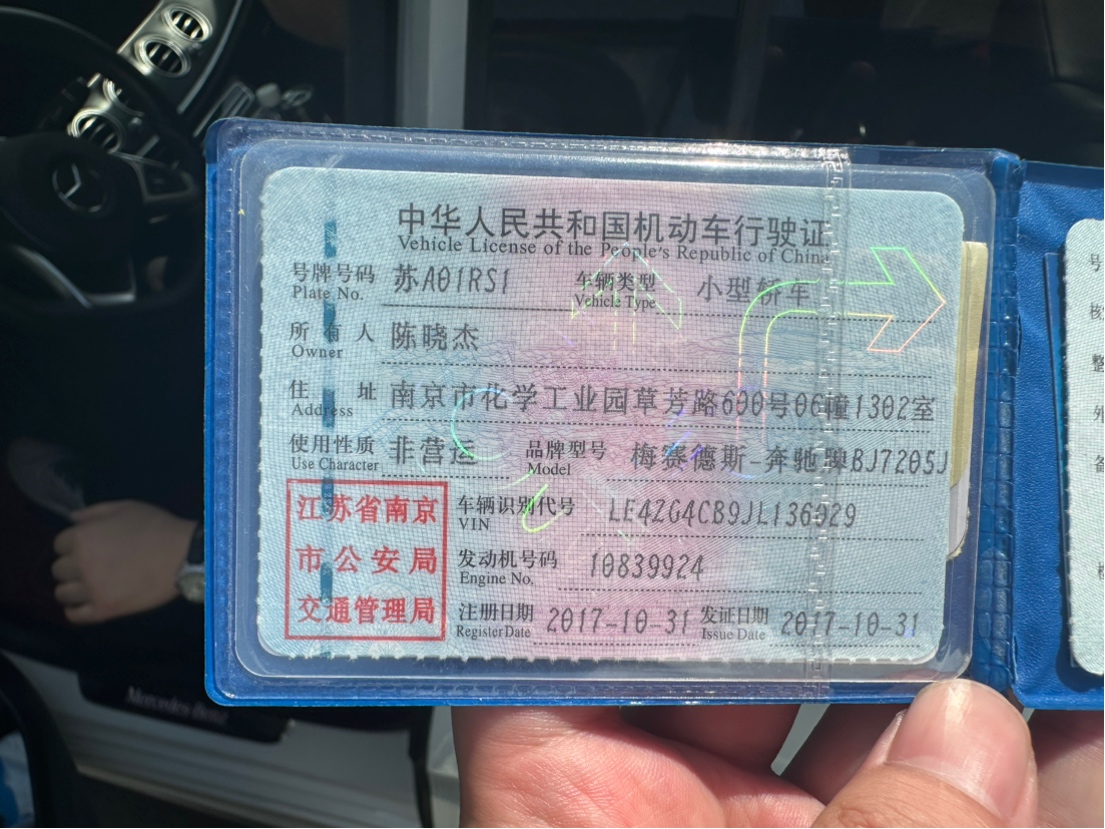 中华人民共和国机动车行驶证
Vehicle License of the People's Republic of China
号牌号码 苏A01RS1 车辆类型 小型轿车
Plate No. Vehicle Type
所有人 陈晓杰
Owner
住址 南京市化学工业园草芳路600号06幢1302室
Address
使用性质 非营运 品牌型号 梅赛德斯-奔驰牌BJ7205J
Use Character Model
江苏省南京
市公安局
交通管理局
车辆识别代号 LE4ZG4CB9JL136029
VIN
发动机号码 10839924
Engine No.
注册日期 2017-10-31 发证日期 2017-10-31
Register Date Issue Date
Mercedes-Benz
号